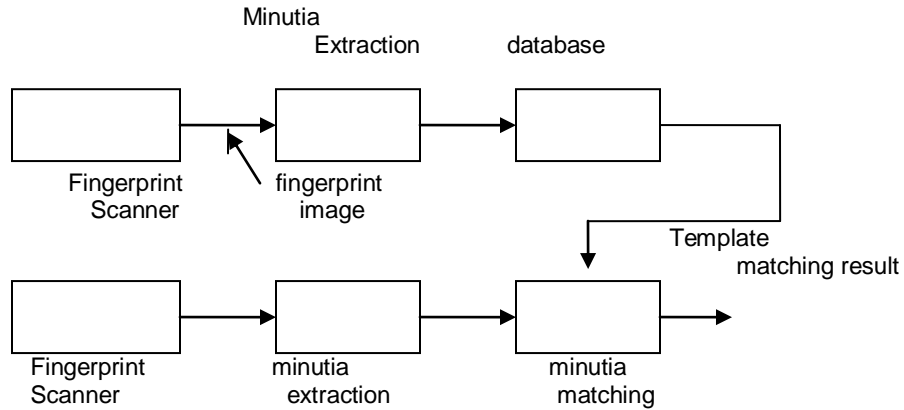 Minutia
Extraction
database
Fingerprint
Scanner
fingerprint
image
Template
matching result
Fingerprint
Scanner
minutia
extraction
minutia
matching